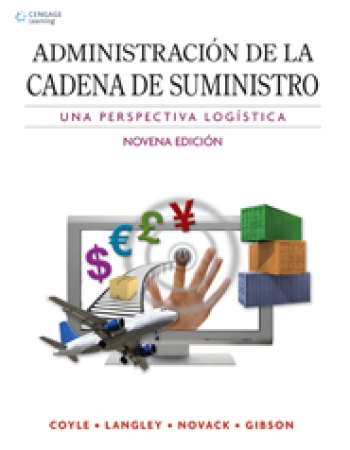 CENGAGE
Learning
ADMINISTRACIÓN DE LA
CADENA DE SUMINISTRO
UNA PERSPECTIVA LOGÍSTICA
NOVENA EDICIÓN
$ € £ ¥
COYLE • LANGLEY • NOVACK • GIBSON